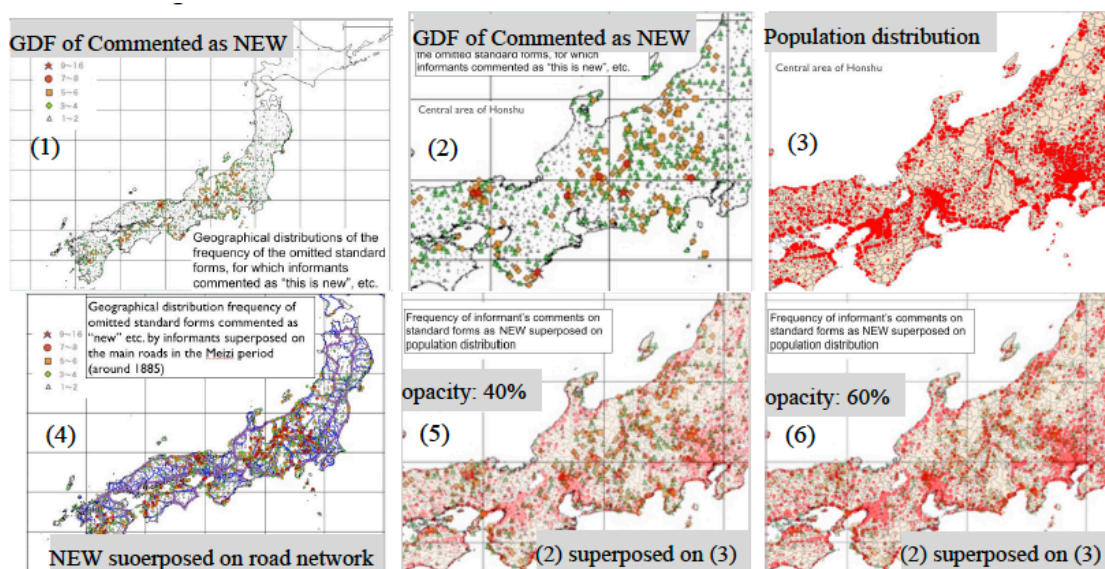 GDF of Commented as NEW
9~16
7~8
5~6
3~4
1~2
(1)
Geographical distributions of the
frequency of the omitted standard
forms, for which informants
commented as "this is new", etc.
GDF of Commented as NEW
the omitted standard forms, for which
informants commented as "this is new", etc.
Central area of Honshu
(2)
Population distribution
Central area of Honshu
(3)
Geographical distribution frequency of
omitted standard forms commented as
"new" etc. by informants superposed on
the main roads in the Meizi period
(around 1885)
9~16
7~8
5~6
3~4
1~2
(4)
NEW suoerposed on road network
Frequency of informant's comments on
standard forms as NEW superposed on
population distribution
opacity: 40%
(5)
(2) superposed on (3)
Frequency of informant's comments on
standard forms as NEW superposed on
population distribution
opacity: 60%
(6)
(2) superposed on (3)